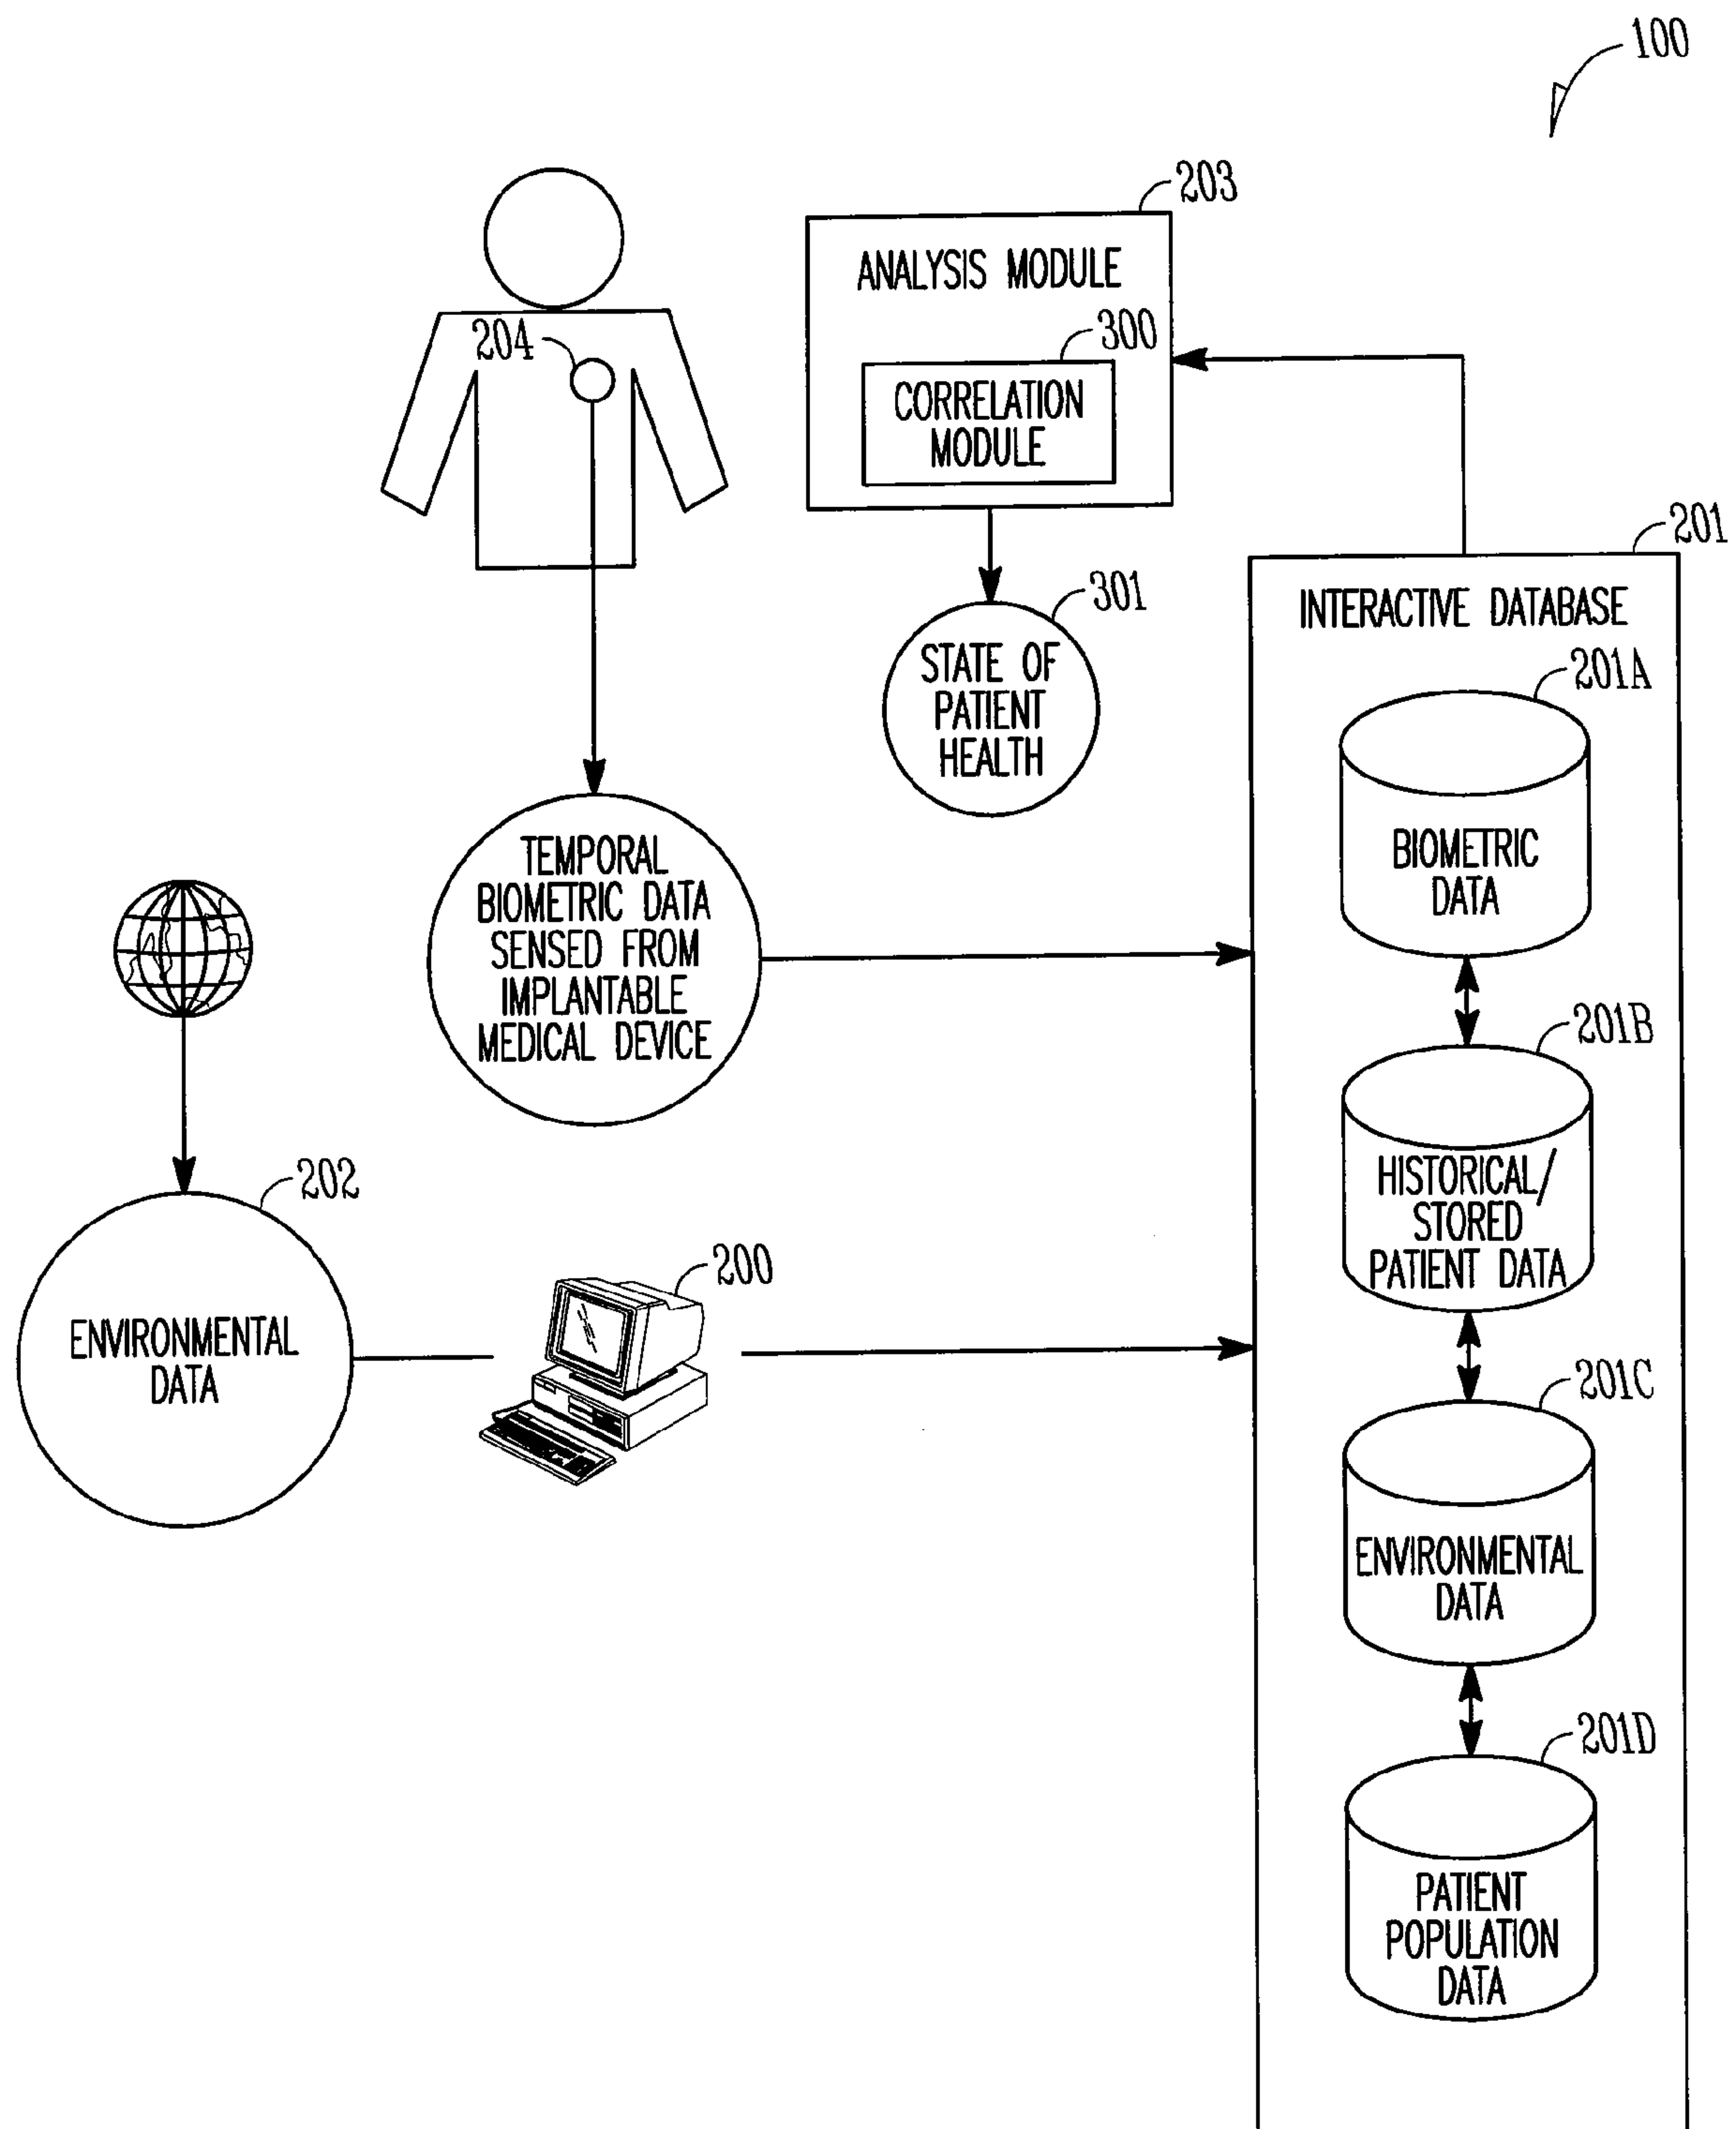 100
203
ANALYSIS MODULE
204
300
CORRELATION
MODULE
201
INTERACTIVE DATABASE
301
STATE OF
PATIENT
HEALTH
201A
BIOMETRIC
DATA
TEMPORAL
BIOMETRIC DATA
SENSED FROM
IMPLANTABLE
MEDICAL DEVICE
201B
HISTORICAL/
STORED
PATIENT DATA
202
ENVIRONMENTAL
DATA
200
201C
ENVIRONMENTAL
DATA
201D
PATIENT
POPULATION
DATA